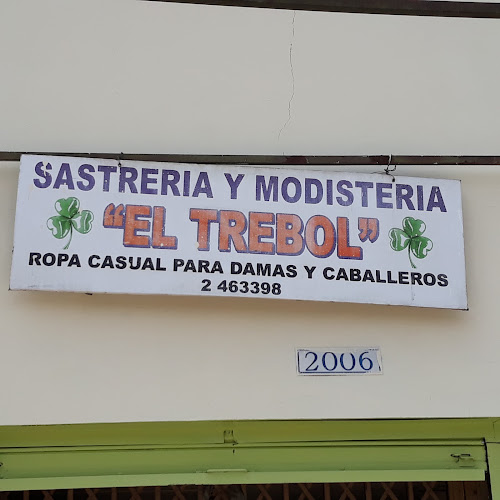 SASTRERIA Y MODISTERIA
"EL TREBOL"
ROPA CASUAL PARA DAMAS Y CABALLEROS
2 463398
2006